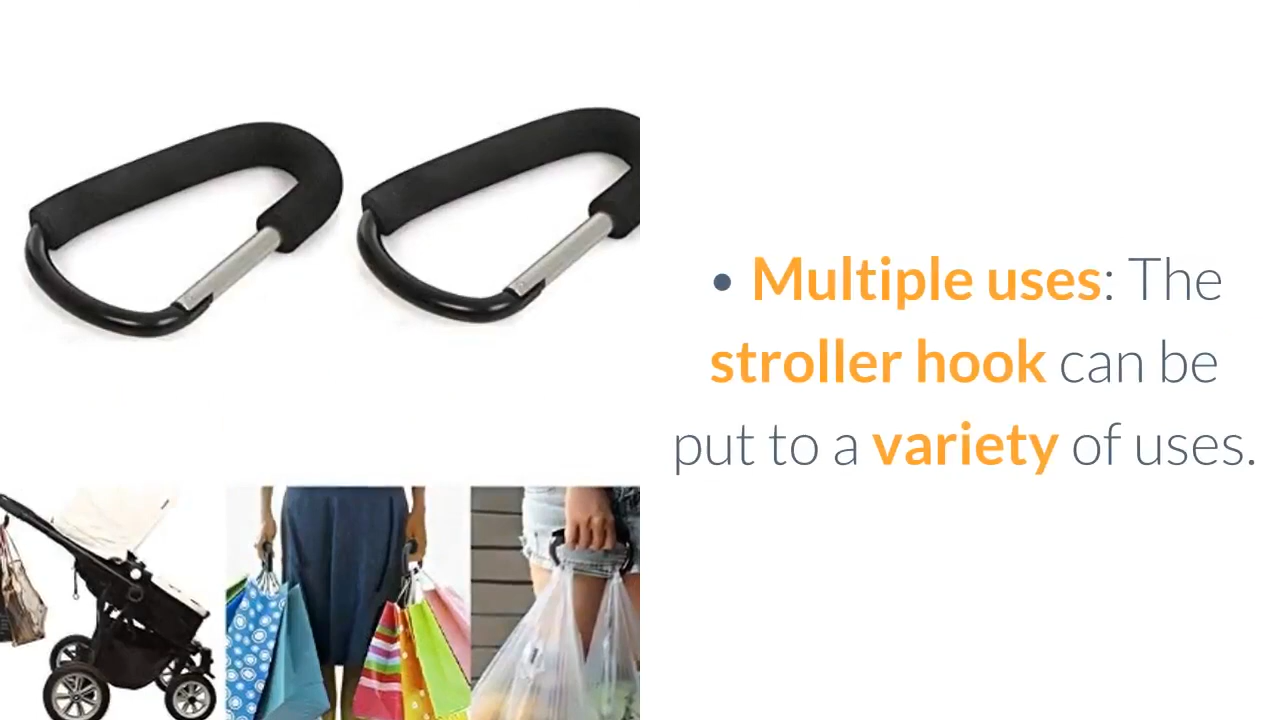 • Multiple uses: The
stroller hook can be
put to a variety of uses.